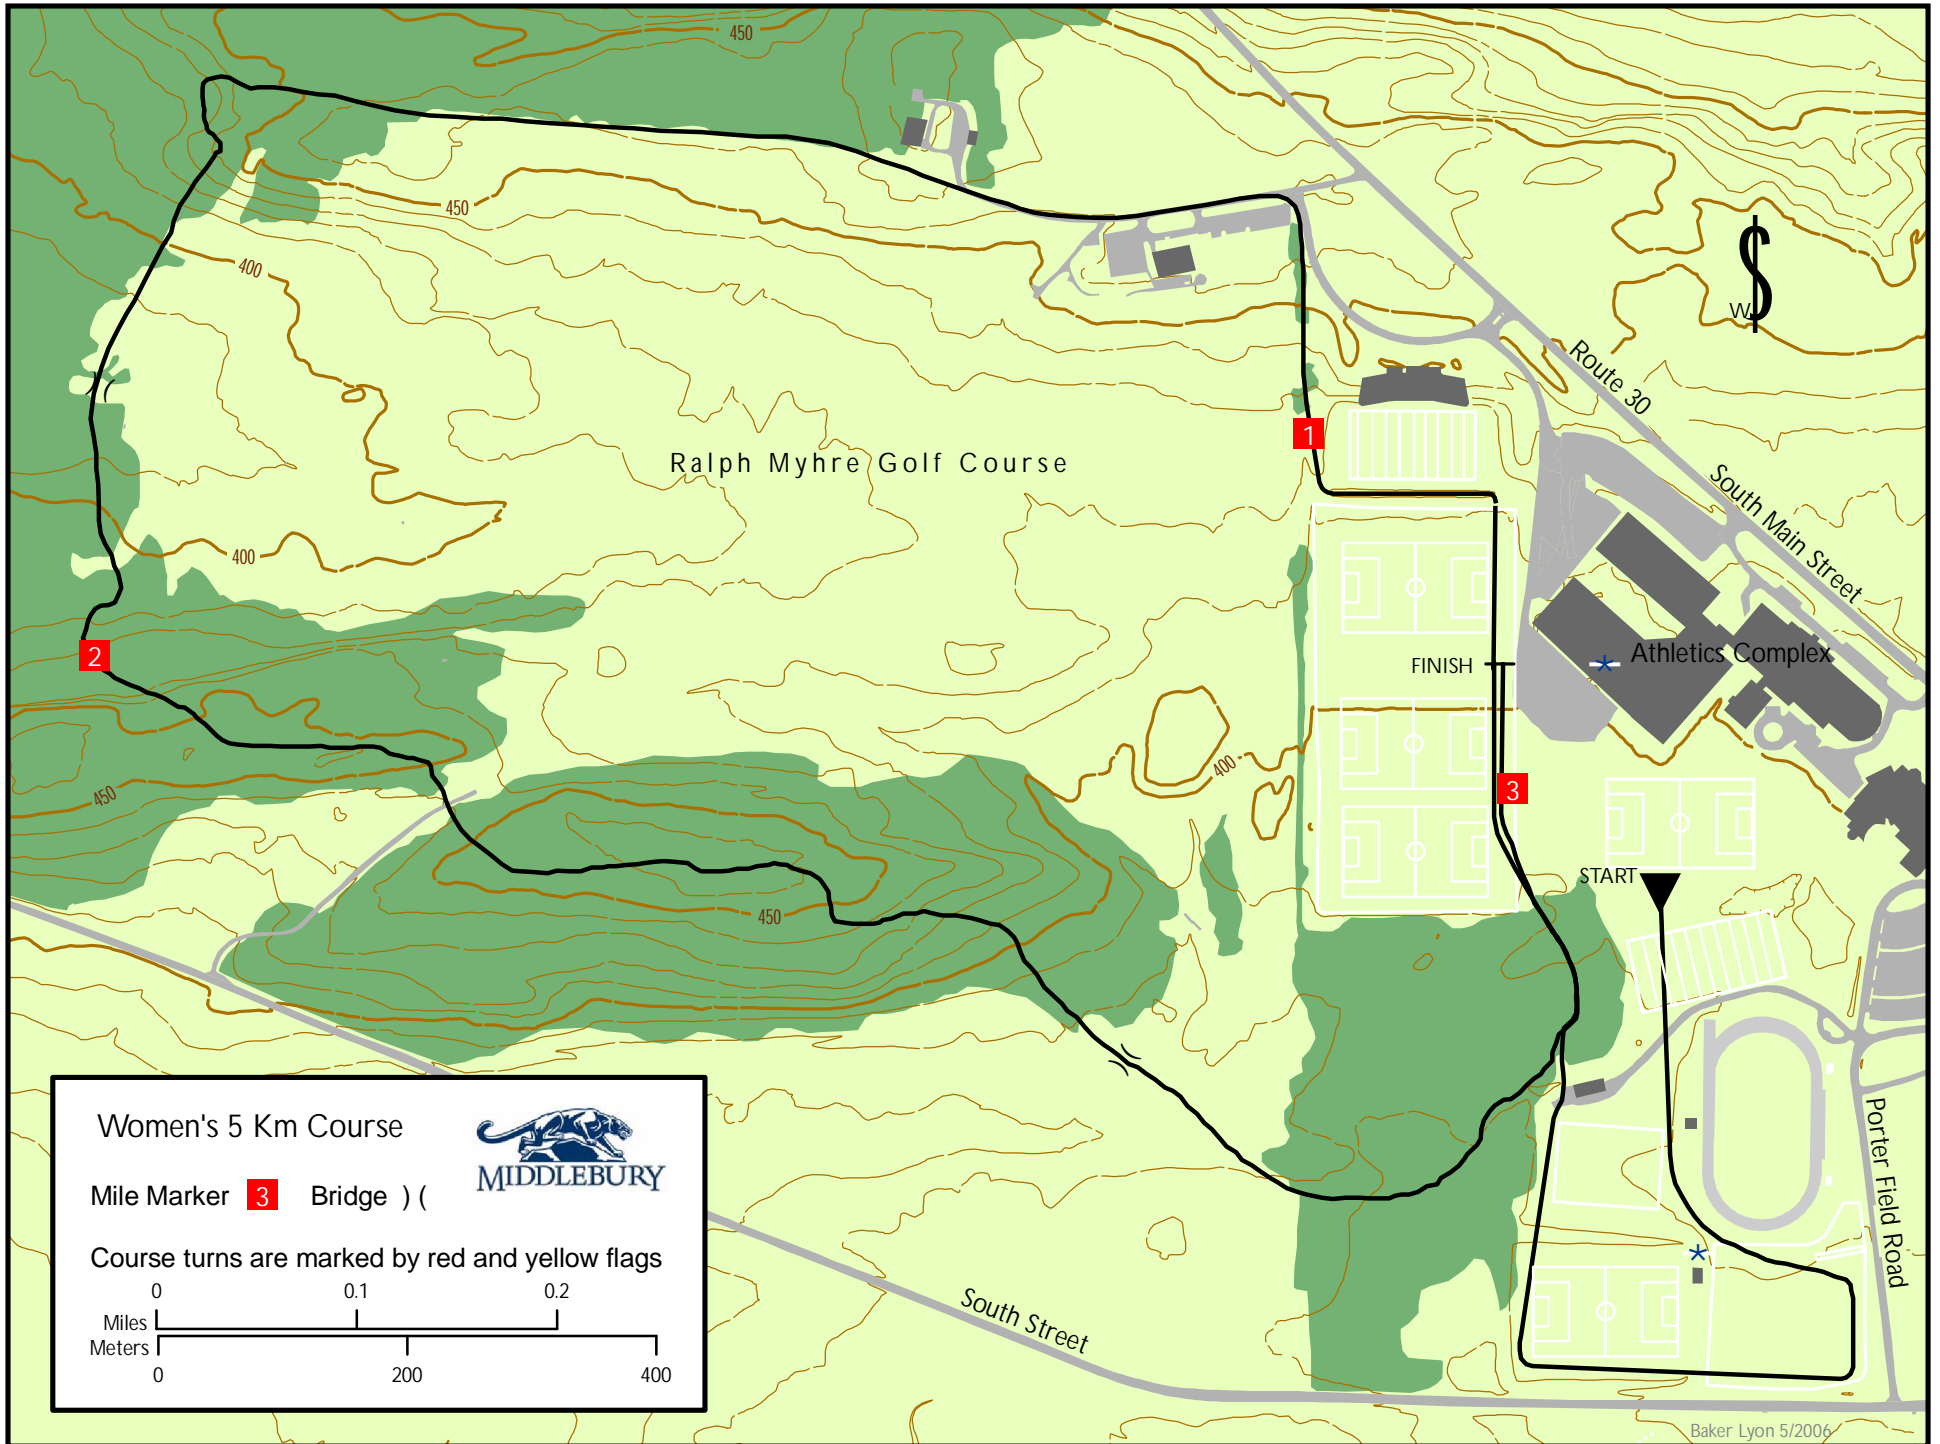 450
450
400
W
$
Route 30
1
Ralph Myhre Golf Course
South Main Street
400
2
FINISH
Athletics Complex
400
450
3
START
450
Women's 5 Km Course
MIDDLEBURY
Mile Marker 3 Bridge ) (
Course turns are marked by red and yellow flags
0 0.1 0.2
Miles
Meters
0 200 400
Porter Field Road
South Street
Baker Lyon 5/2006